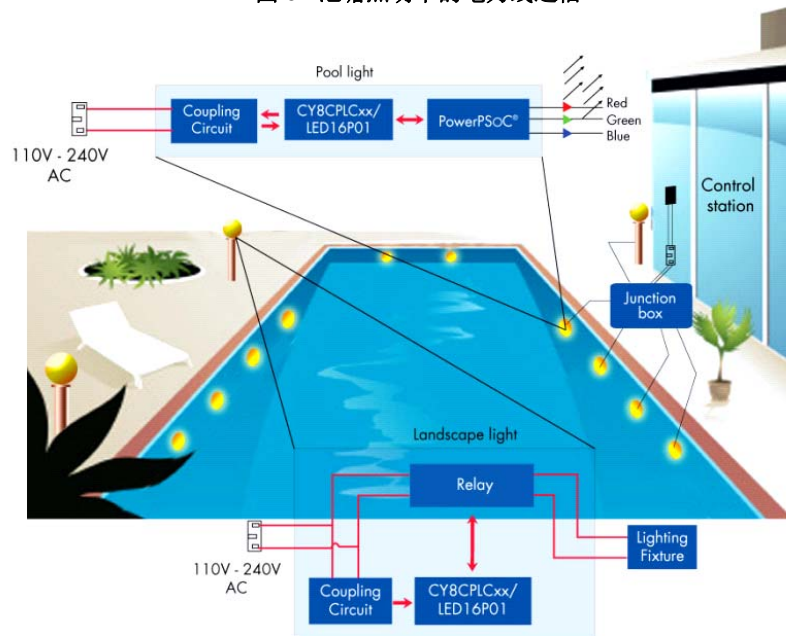 Pool light
Coupling
Circuit
CY8CPLCxx/
LED16P01
PowerPSoC®
Red
Green
Blue
110V - 240V
AC
Control
station
Junction
box
Landscape light
Relay
Lighting
Fixture
110V - 240V
AC
Coupling
Circuit
CY8CPLCxx/
LED16P01